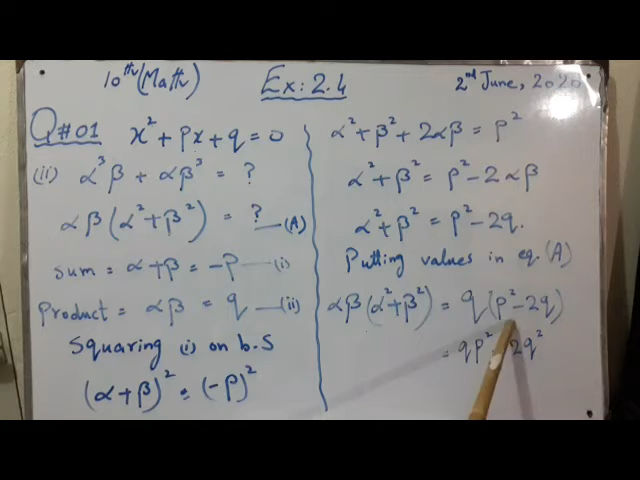 10th (Math) Ex: 2.4 2nd June, 2020
Q#01 x² + px + q = 0
(ii) α³β + αβ³ = ?
αβ(α² + β²) = ? —(A)
Sum = α + β = -p —(i)
Product = αβ = q —(ii)
Squaring (i) on b.s
(α + β)² = (-p)²
α² + β² + 2αβ = p²
α² + β² = p² - 2αβ
α² + β² = p² - 2q.
Putting values in eq. (A)
αβ(α² + β²) = q(p² - 2q)
= qp² 2q²